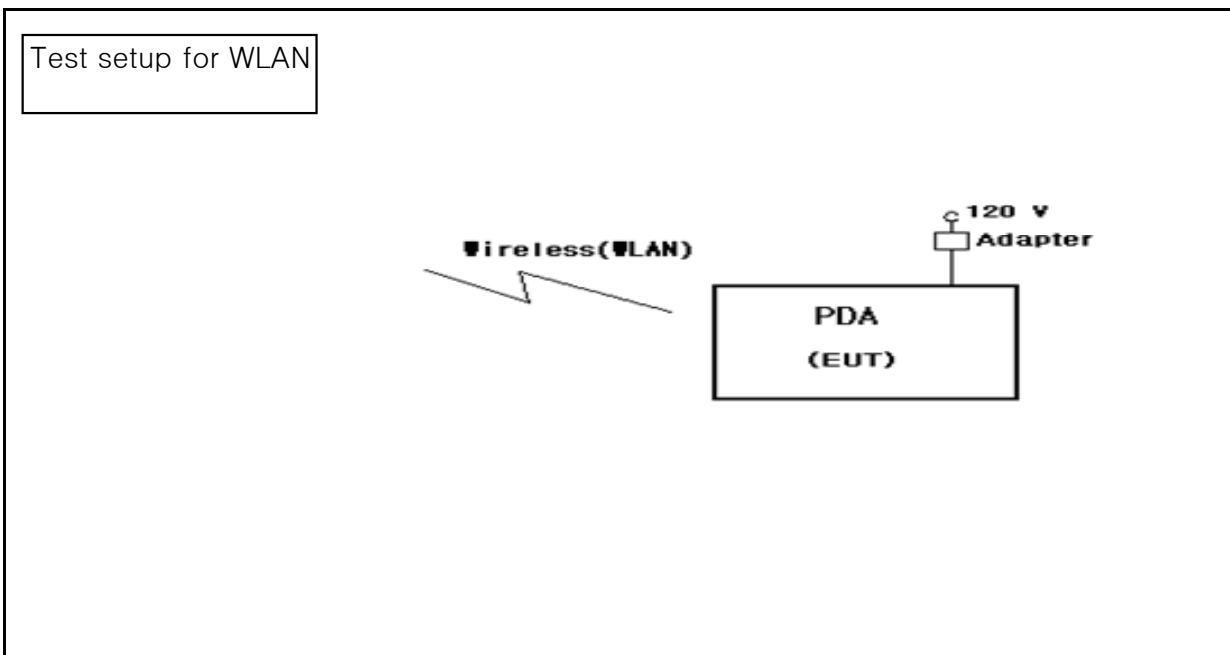 Test setup for WLAN
120 V
Adapter
Wireless(WLAN)
PDA
(EUT)